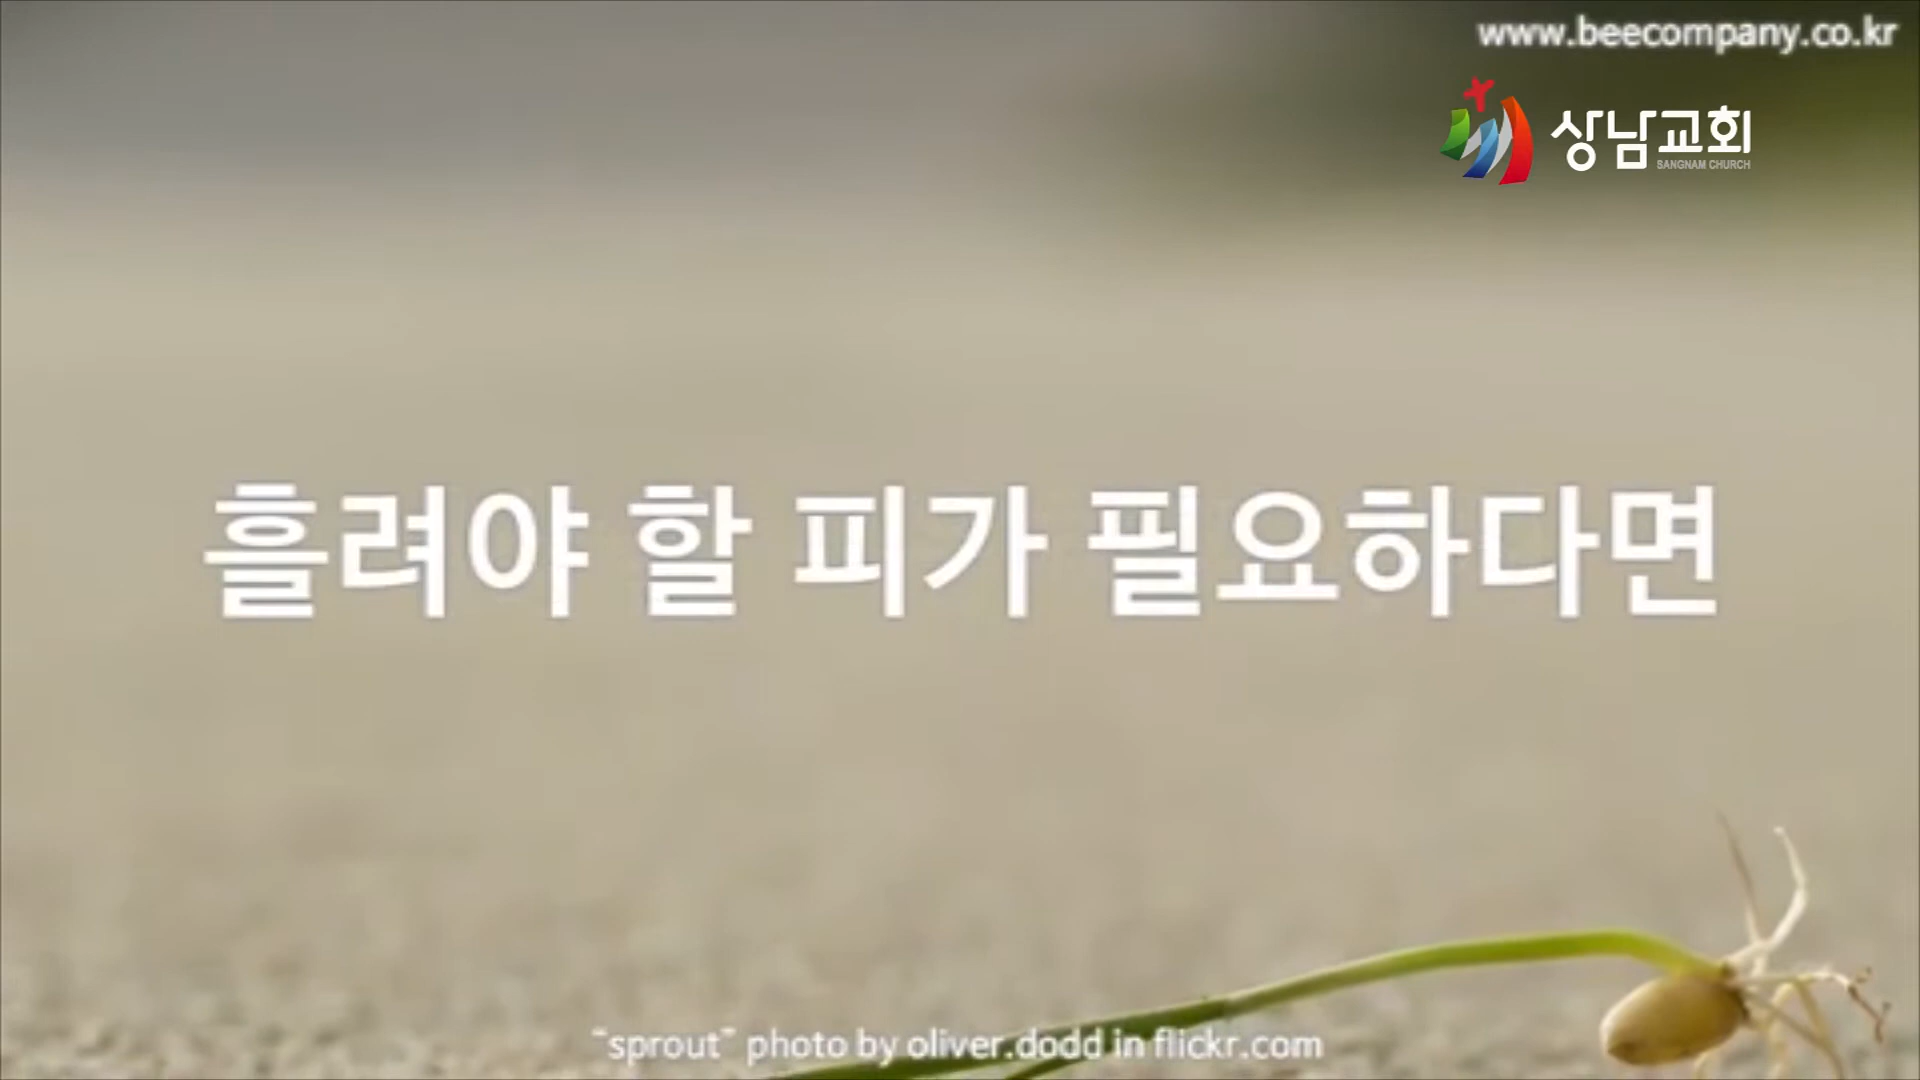 www.beecompany.co.kr
상남교회
SANGNAM CHURCH
흘려야 할 피가 필요하다면
“sprout” photo by oliver.dodd in flickr.com